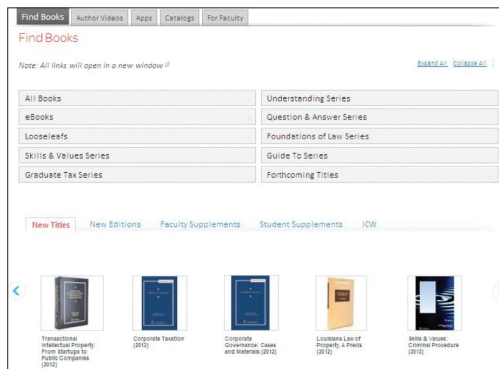 Find Books Author Videos Apps Catalogs For Faculty
Find Books
Note: All links will open in a new window
Expand All Collapse All
All Books
Understanding Series
eBooks
Question & Answer Series
Looseleafs
Foundations of Law Series
Skills & Values Series
Guide To Series
Graduate Tax Series
Forthcoming Titles
New Titles New Editions Faculty Supplements Student Supplements ICW
Transactional
Intellectual Property:
From Startups to
Public Companies
(2012)
Corporate Taxation
(2012)
Corporate
Governance: Cases
and Materials (2012)
Louisiana Law of
Property, A Precis
(2012)
Skills & Values:
Criminal Procedure
(2012)